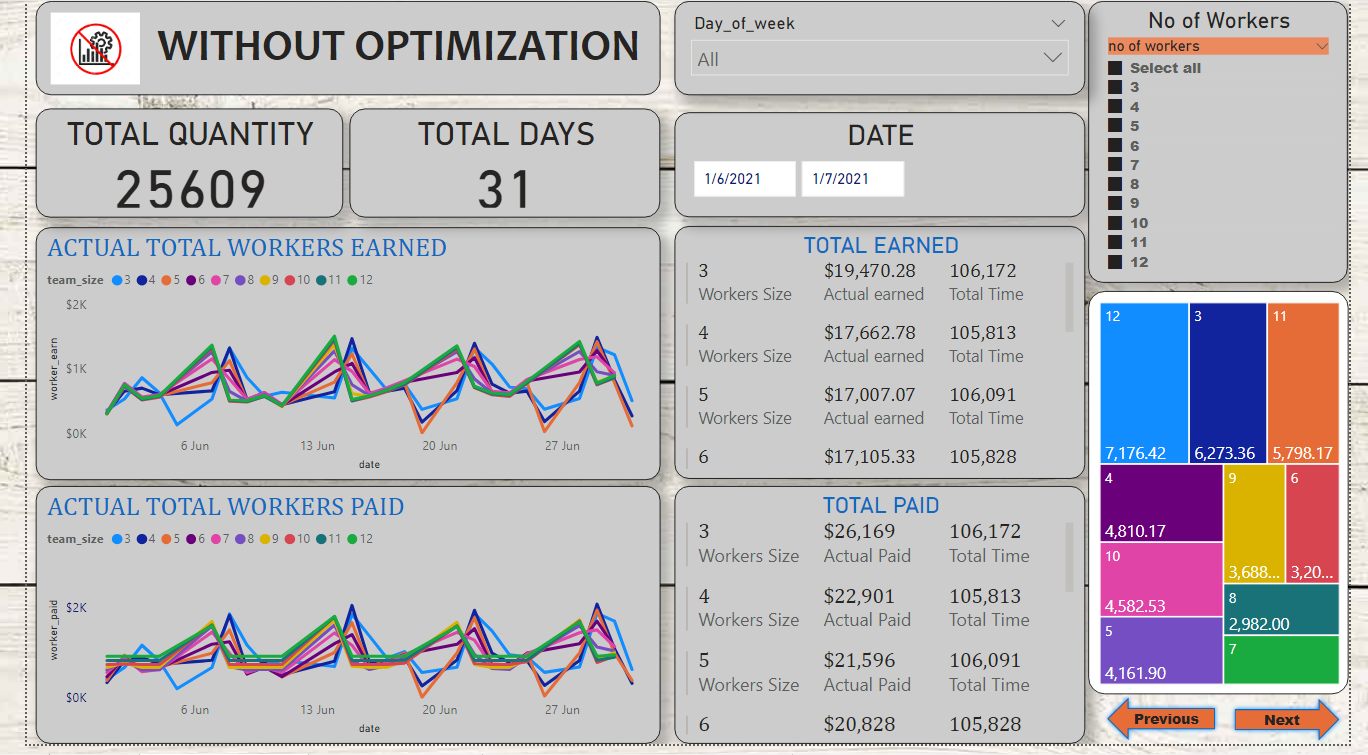 WITHOUT OPTIMIZATION
Day_of_week
All
No of Workers
no of workers
Select all
3
4
5
6
7
8
9
10
11
12
TOTAL QUANTITY
25609
TOTAL DAYS
31
DATE
1/6/2021 1/7/2021
ACTUAL TOTAL WORKERS EARNED
team_size 3 4 5 6 7 8 9 10 11 12
$2K
$1K
$0K
worker_earn
6 Jun 13 Jun 20 Jun 27 Jun
date
TOTAL EARNED
3 $19,470.28 106,172
Workers Size Actual earned Total Time
4 $17,662.78 105,813
Workers Size Actual earned Total Time
5 $17,007.07 106,091
Workers Size Actual earned Total Time
6 $17,105.33 105,828
12 3 11
7,176.42 6,273.36 5,798.17
4 9 6
4,810.17
10
3,688... 3,20...
8
4,582.53
2,982.00
5
7
4,161.90
ACTUAL TOTAL WORKERS PAID
team_size 3 4 5 6 7 8 9 10 11 12
$2K
$0K
worker_paid
6 Jun 13 Jun 20 Jun 27 Jun
date
TOTAL PAID
3 $26,169 106,172
Workers Size Actual Paid Total Time
4 $22,901 105,813
Workers Size Actual Paid Total Time
5 $21,596 106,091
Workers Size Actual Paid Total Time
6 $20,828 105,828
Previous Next